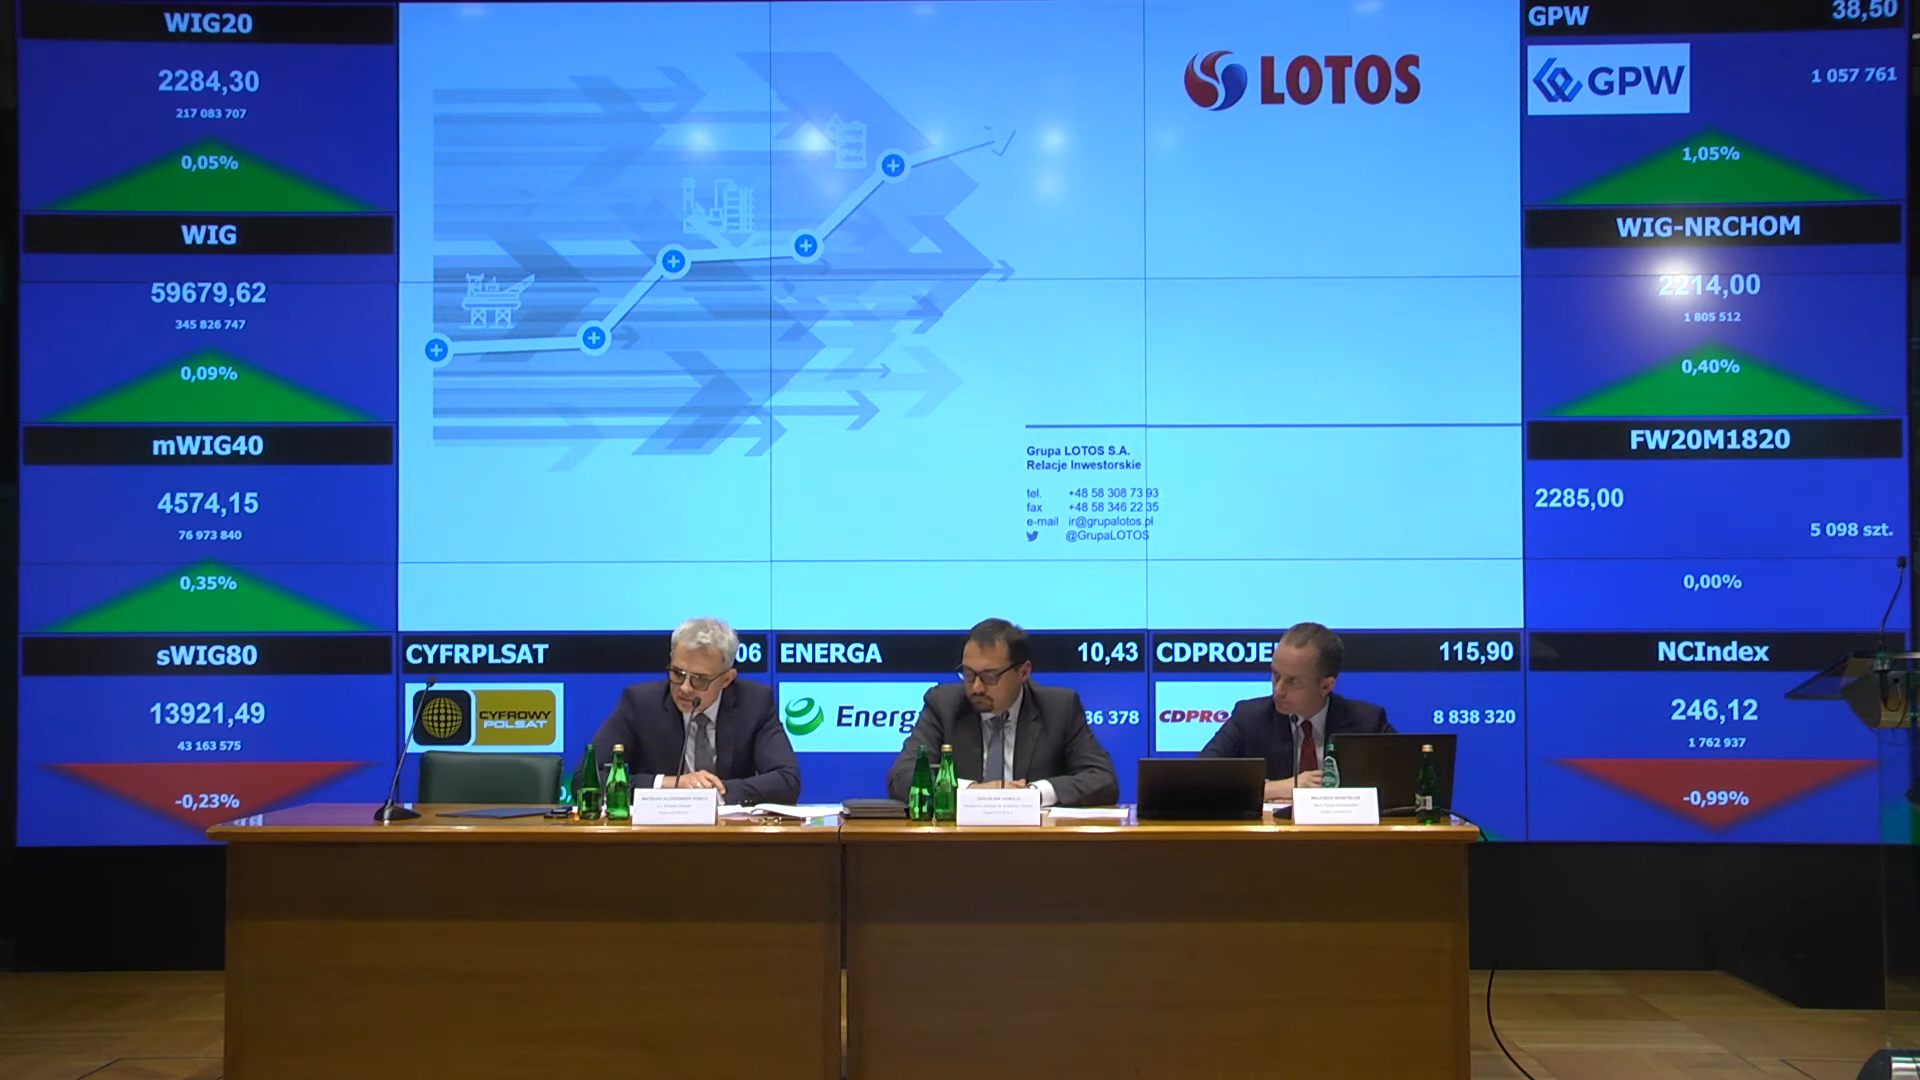 WIG20
2284,30
217 083 707
0,05%
WIG
59679,62
345 826 747
0,09%
mWIG40
4574,15
76 973 840
0,35%
sWIG80
13921,49
43 163 575
-0,23%
LOTOS
Grupa LOTOS S.A.
Relacje Inwestorskie
tel. +48 58 308 73 93
fax +48 58 346 22 35
e-mail ir@grupalotos.pl
@GrupaLOTOS
CYFRPLSAT 06
CYFROWY
POLSAT
ENERGA 10,43
Energ
36 378
CDPROJE 115,90
CDPRO
8 838 320
GPW 38,50
GPW
1 057 761
1,05%
WIG-NRCHOM
2214,00
1 805 512
0,40%
FW20M1820
2285,00
5 098 szt.
0,00%
NCIndex
246,12
1 762 937
-0,99%